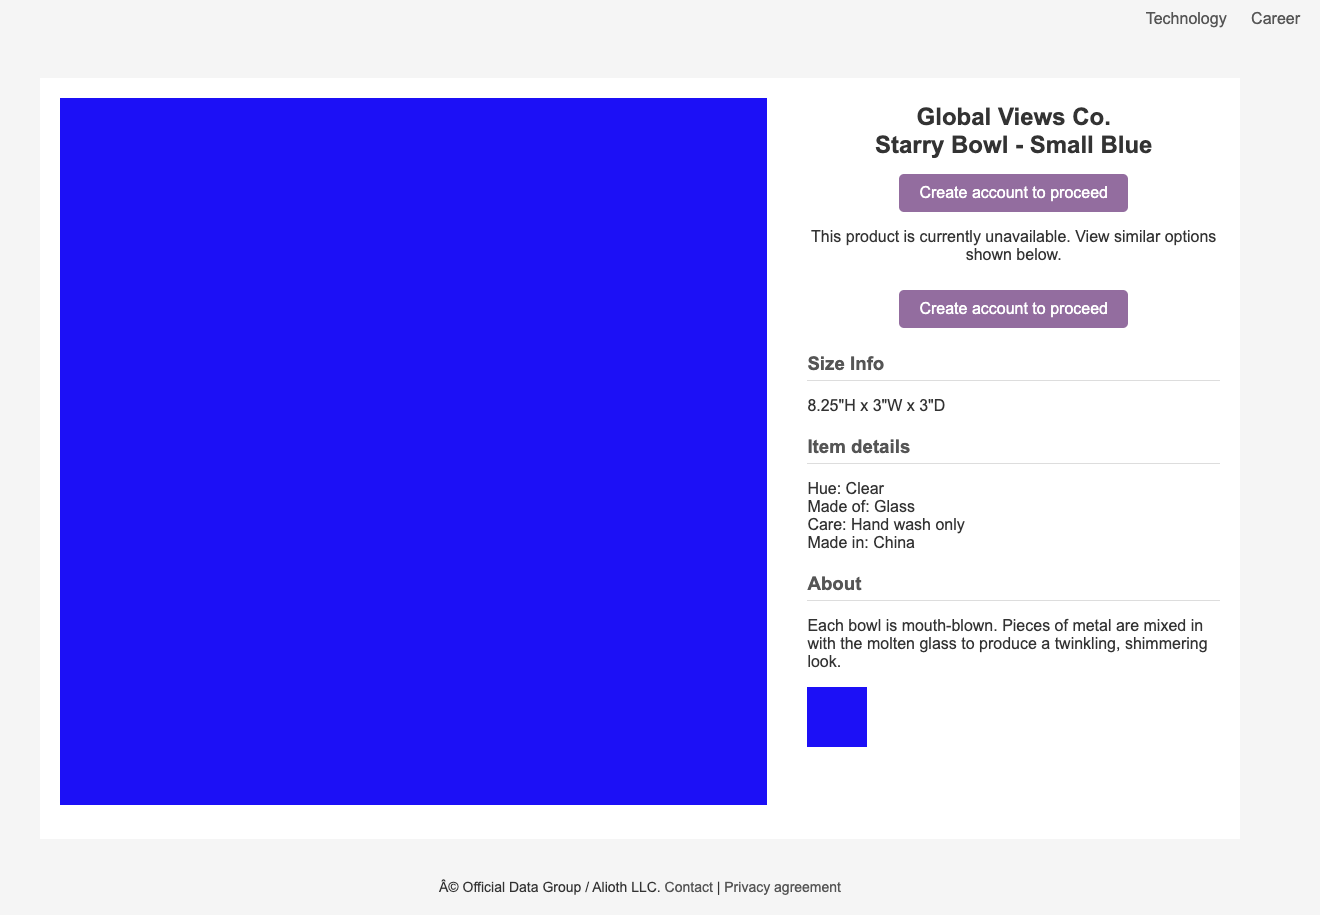 Technology Career
Global Views Co.
Starry Bowl - Small Blue
Create account to proceed
This product is currently unavailable. View similar options
shown below.
Create account to proceed
Size Info
8.25"H x 3"W x 3"D
Item details
Hue: Clear
Made of: Glass
Care: Hand wash only
Made in: China
About
Each bowl is mouth-blown. Pieces of metal are mixed in
with the molten glass to produce a twinkling, shimmering
look.
Â© Official Data Group / Alioth LLC. Contact | Privacy agreement